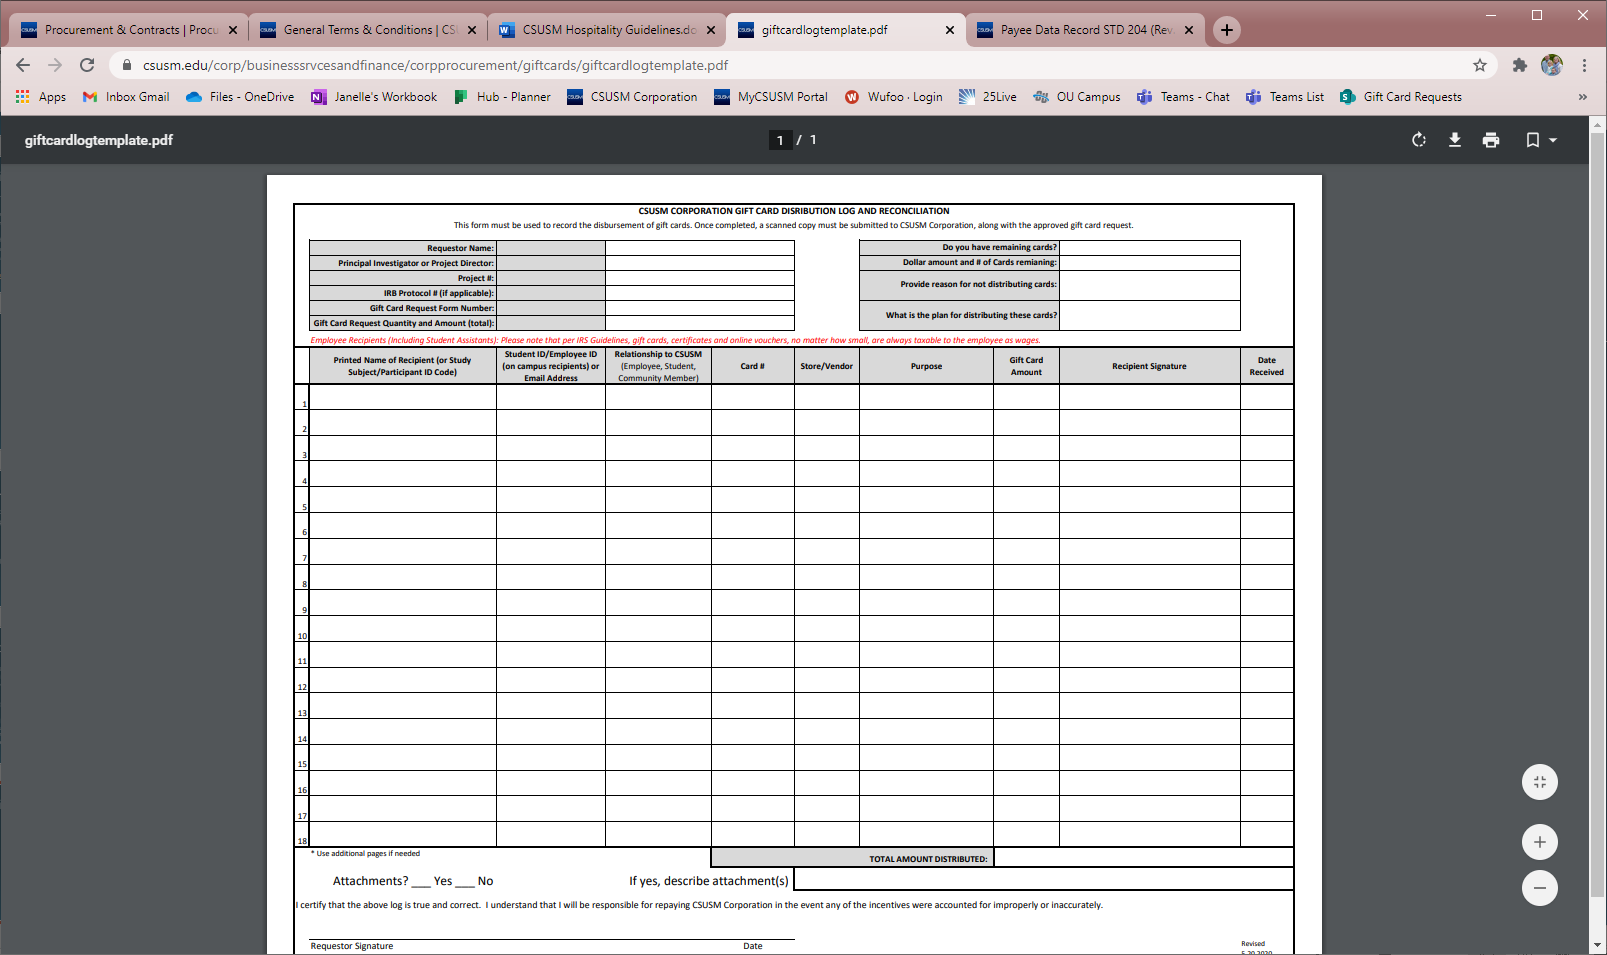 Procurement & Contracts | Procu
General Terms & Conditions | CS
CSUSM Hospitality Guidelines.do
giftcardlogtemplate.pdf
Payee Data Record STD 204 (Rev.
csusm.edu/corp/businesssrvcesandfinance/corpprocurement/giftcards/giftcardlogtemplate.pdf
Apps Inbox Gmail Files - OneDrive Janelle's Workbook Hub - Planner CSUSM Corporation MyCSUSM Portal Wufoo · Login 25Live OU Campus Teams - Chat Teams List Gift Card Requests »
giftcardlogtemplate.pdf 1 / 1
CSUSM CORPORATION GIFT CARD DISRIBUTION LOG AND RECONCILIATION
This form must be used to record the disbursement of gift cards. Once completed, a scanned copy must be submitted to CSUSM Corporation, along with the approved gift card request.
Requestor Name:
Principal Investigator or Project Director:
Project #:
IRB Protocol # (if applicable):
Gift Card Request Form Number:
Gift Card Request Quantity and Amount (total):
Do you have remaining cards?
Dollar amount and # of Cards remianing:
Provide reason for not distributing cards:
What is the plan for distributing these cards?
Employee Recipients (Including Student Assistants): Please note that per IRS Guidelines, gift cards, certificates and online vouchers, no matter how small, are always taxable to the employee as wages.
Printed Name of Recipient (or Study
Subject/Participant ID Code)
Student ID/Employee ID
(on campus recipients) or
Email Address
Relationship to CSUSM
(Employee, Student,
Community Member)
Card #
Store/Vendor
Purpose
Gift Card
Amount
Recipient Signature
Date
Received
1
2
3
4
5
6
7
8
9
10
11
12
13
14
15
16
17
18
* Use additional pages if needed
TOTAL AMOUNT DISTRIBUTED:
Attachments? ___ Yes ___ No
If yes, describe attachment(s)
I certify that the above log is true and correct. I understand that I will be responsible for repaying CSUSM Corporation in the event any of the incentives were accounted for improperly or inaccurately.
Requestor Signature
Date
Revised